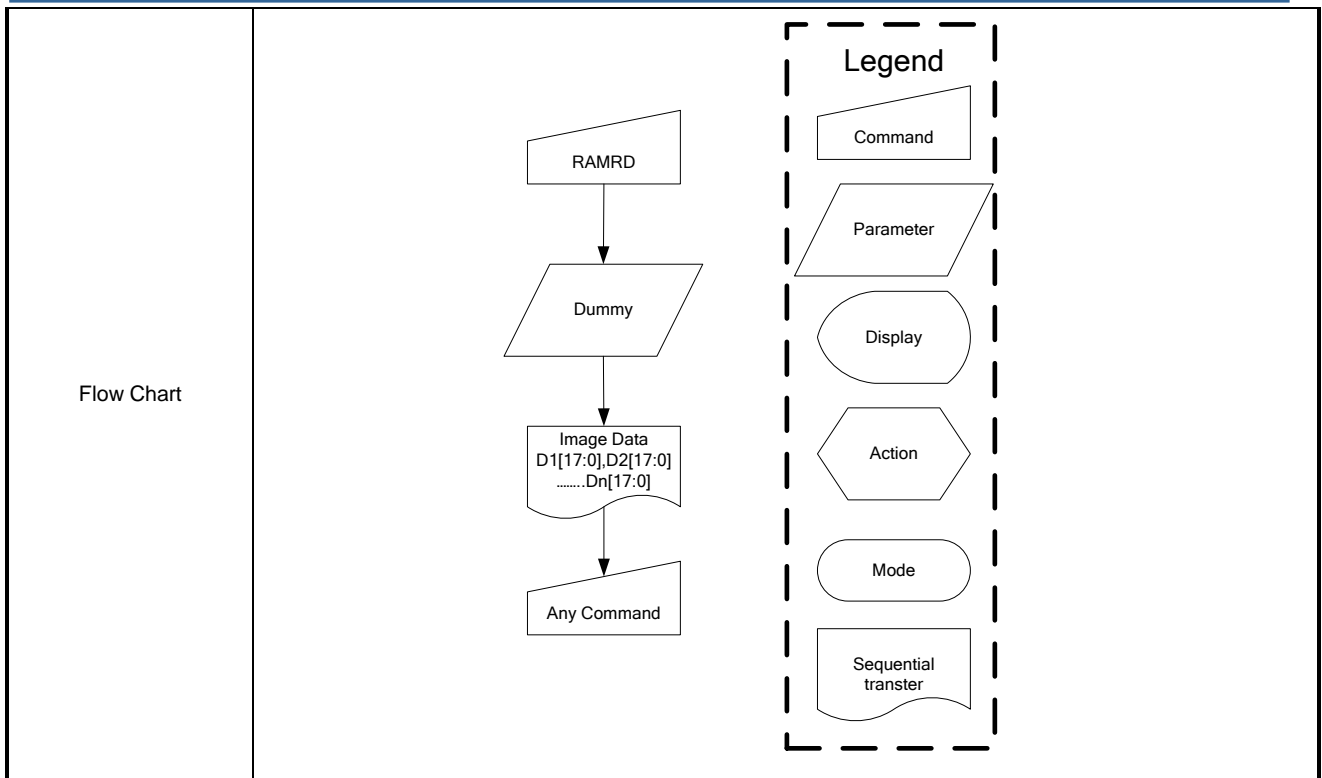 Flow Chart
RAMRD
Dummy
Image Data
D1[17:0],D2[17:0]
........Dn[17:0]
Any Command
Legend
Command
Parameter
Display
Action
Mode
Sequential
transter